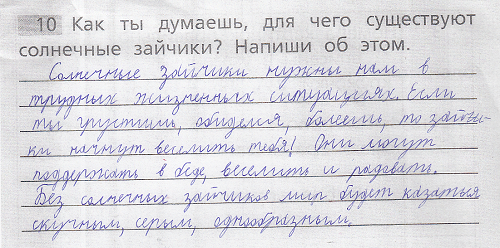 10 Как ты думаешь, для чего существуют
солнечные зайчики? Напиши об этом.
Солнечные зайчики нужны нам в
трудных жизненных ситуациях. Если
ты грустишь, обиделся, болеешь, то зайчи-
ки начнут веселить тебя! Они могут
поддержать в беде, веселить и радовать.
Без солнечных зайчиков мир будет казаться
скучным, серым, однообразным.